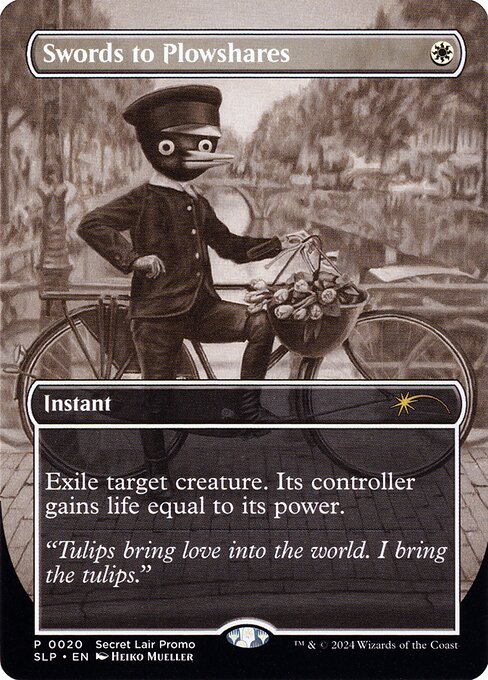 Swords to Plowshares
Instant
Exile target creature. Its controller
gains life equal to its power.
“Tulips bring love into the world. I bring
the tulips.”
P 0020 Secret Lair Promo
SLP • EN Heiko Mueller
™ & © 2024 Wizards of the Coast